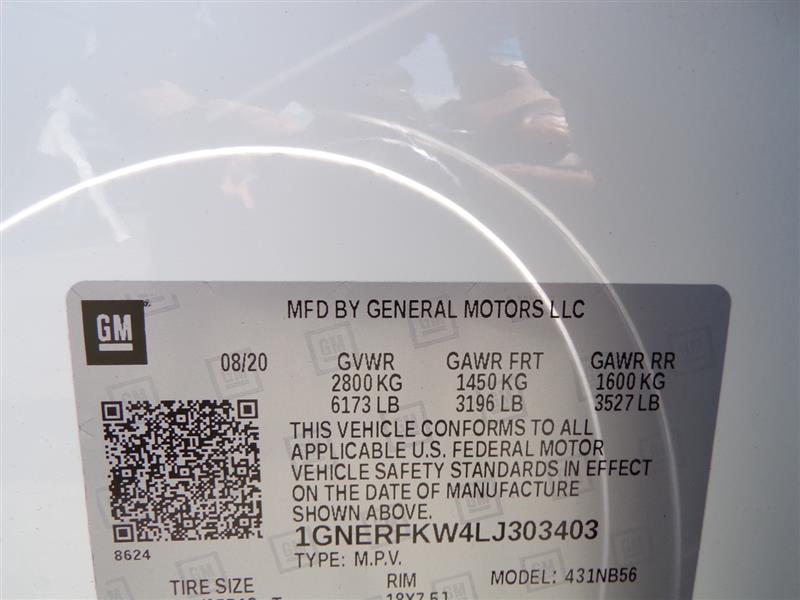 MFD BY GENERAL MOTORS LLC
GM
08/20 GVWR GAWR FRT GAWR RR
2800 KG 1450 KG 1600 KG
6173 LB 3196 LB 3527 LB
THIS VEHICLE CONFORMS TO ALL
APPLICABLE U.S. FEDERAL MOTOR
VEHICLE SAFETY STANDARDS IN EFFECT
ON THE DATE OF MANUFACTURE
SHOWN ABOVE.
1GNERFKW4LJ303403
8624
TYPE: M.P.V.
TIRE SIZE RIM MODEL: 431NB56
18X7.5J